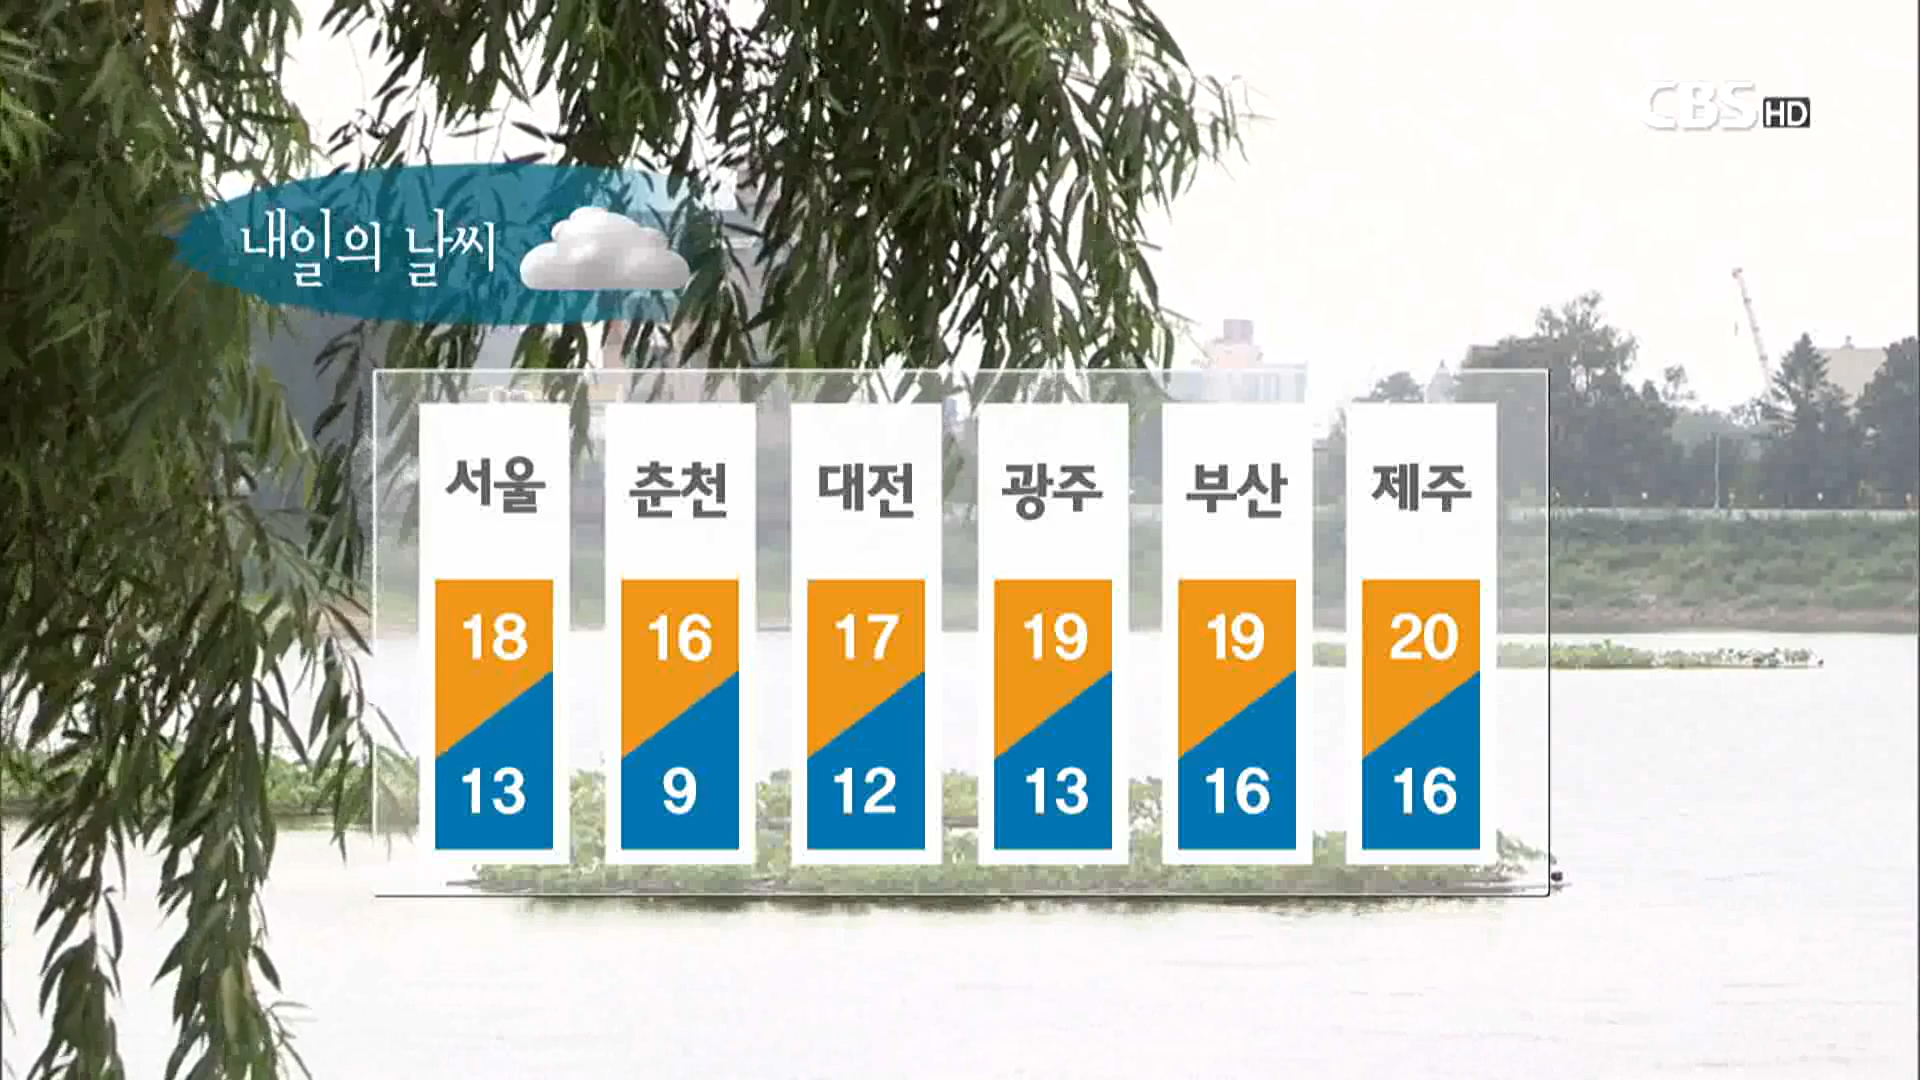 CBS HD
내일의 날씨
서울 춘천 대전 광주 부산 제주
18 16 17 19 19 20
13 9 12 13 16 16